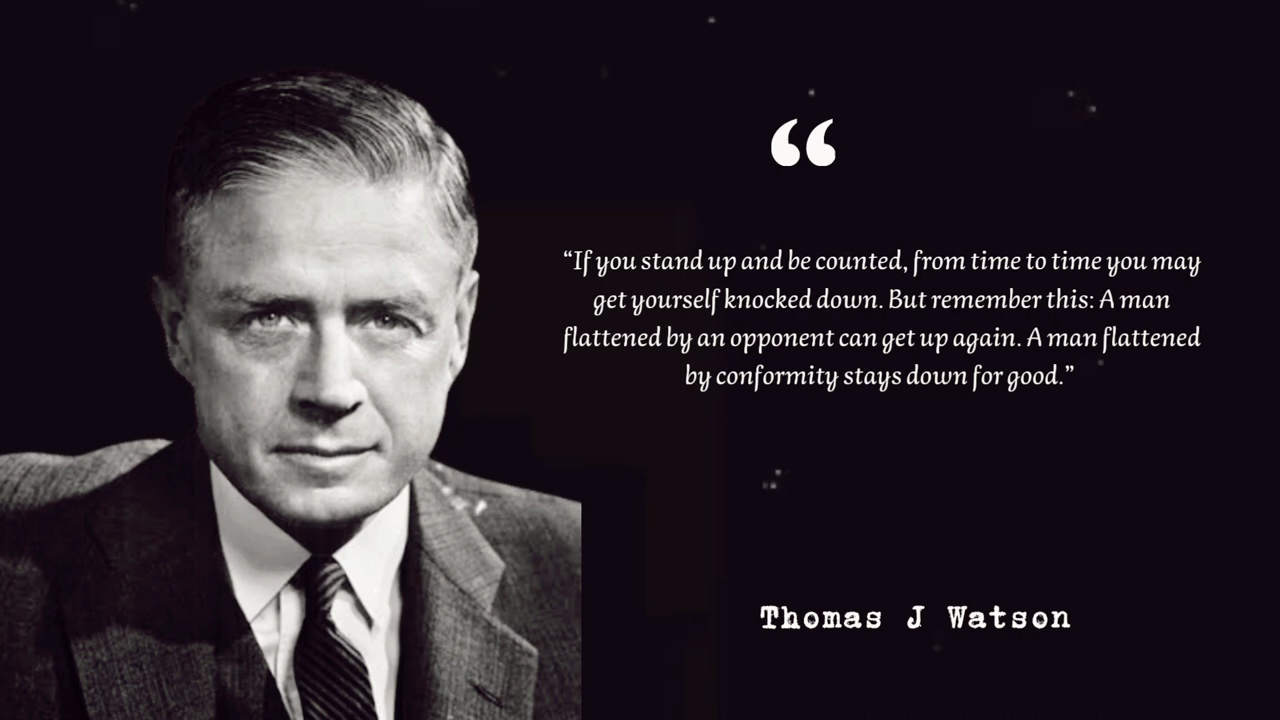 “
“If you stand up and be counted, from time to time you may
get yourself knocked down. But remember this: A man
flattened by an opponent can get up again. A man flattened
by conformity stays down for good.”
Thomas J Watson